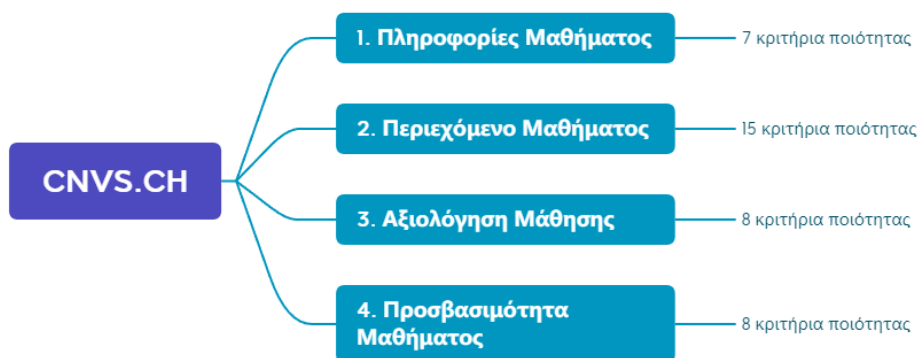 CNVS.CH
1. Πληροφορίες Μαθήματος
7 κριτήρια ποιότητας
2. Περιεχόμενο Μαθήματος
15 κριτήρια ποιότητας
3. Αξιολόγηση Μάθησης
8 κριτήρια ποιότητας
4. Προσβασιμότητα
Μαθήματος
8 κριτήρια ποιότητας